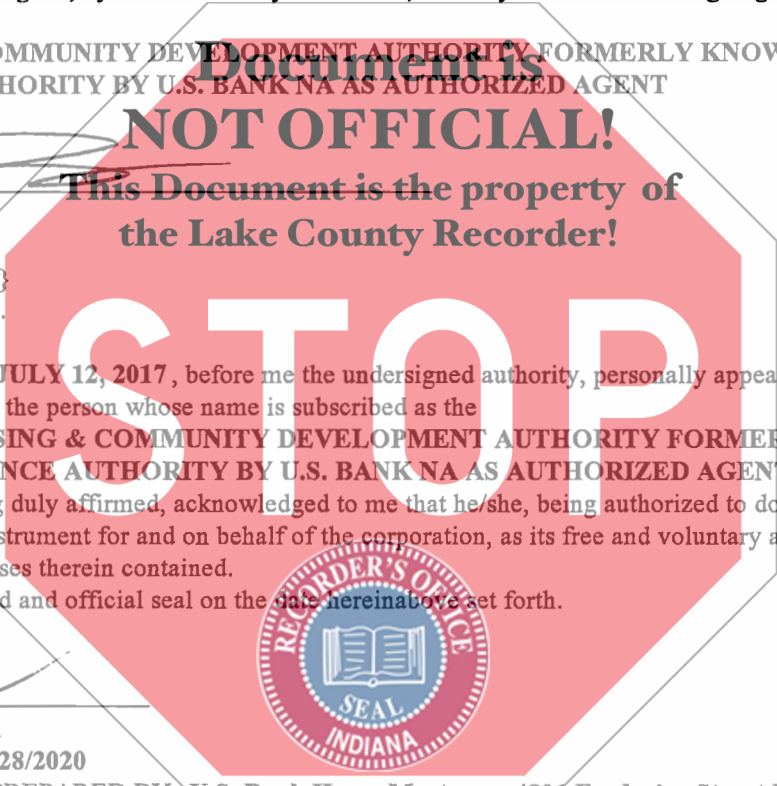 OMMUNITY DEVELOPMENT AUTHORITY FORMERLY KNOW
HORITY BY U.S. BANK NA AS AUTHORIZED AGENT
Document is
NOT OFFICIAL!
This Document is the property of
the Lake County Recorder!
}
STOP
JULY 12, 2017, before me the undersigned authority, personally appea
the person whose name is subscribed as the
SING & COMMUNITY DEVELOPMENT AUTHORITY FORMER
NCE AUTHORITY BY U.S. BANK NA AS AUTHORIZED AGENT
g duly affirmed, acknowledged to me that he/she, being authorized to do
strument for and on behalf of the corporation, as its free and voluntary a
ses therein contained.
d and official seal on the date hereinabove set forth.
RECORDER'S OFFICE
SEAL
INDIANA
28/2020